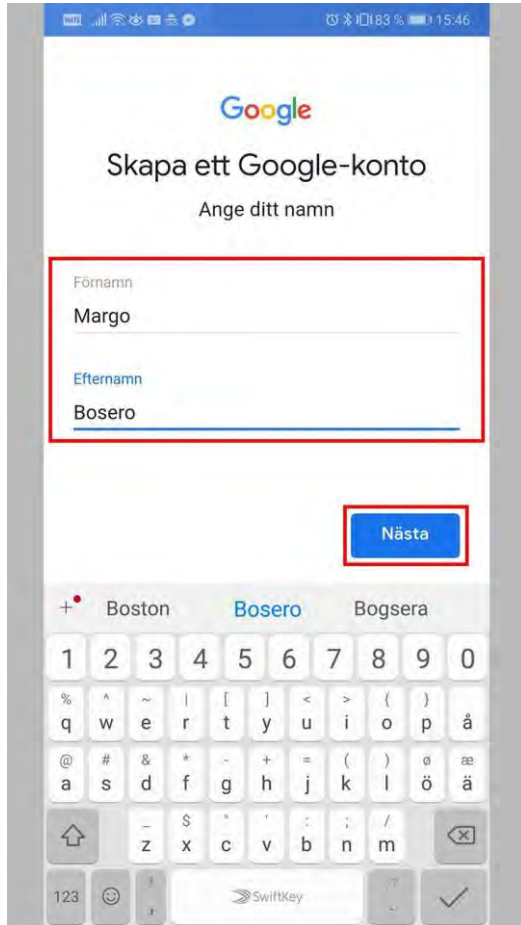 83 % 15:46
Google
Skapa ett Google-konto
Ange ditt namn
Förnamn
Margo
Efternamn
Bosero
Nästa
+ Boston Bosero Bogsera
1 2 3 4 5 6 7 8 9 0
% ^ ~ | [ ] < > { }
q w e r t y u i o p å
@ # & * - + = ( ) ø æ
a s d f g h j k l ö ä
_ $ " ' : ; /
z x c v b n m
123 , SwiftKey .